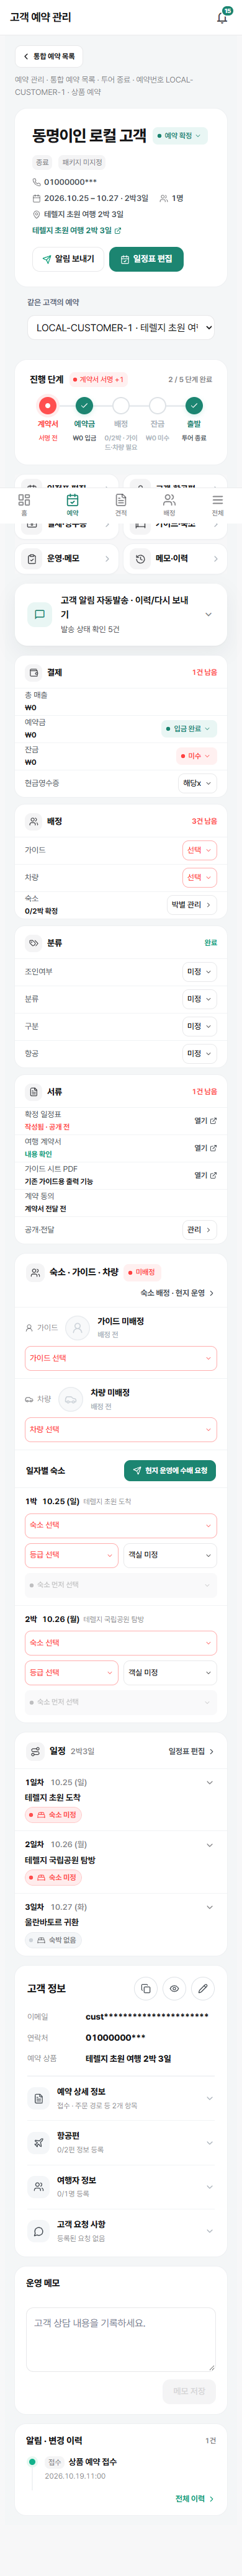 고객 예약 관리
15
통합 예약 목록
예약 관리 · 통합 예약 목록 · 투어 종료 · 예약번호 LOCAL-
CUSTOMER-1 · 상품 예약
동명이인 로컬 고객
예약 확정
종료
패키지 미지정
01000000***
2026.10.25 – 10.27 · 2박3일
1명
테렐지 초원 여행 2박 3일
테렐지 초원 여행 2박 3일
알림 보내기
일정표 편집
같은 고객의 예약
LOCAL-CUSTOMER-1 · 테렐지 초원 여
진행 단계
계약서 서명 +1
2 / 5 단계 완료
계약서
예약금
배정
잔금
출발
서명 전
₩0 입금
0/2박 · 가이
드·차량 필요
₩0 미수
투어 종료
홈
예약
견적
배정
전체
운영·메모
메모·이력
고객 알림 자동발송 · 이력/다시 보내
기
발송 상태 확인 5건
결제
1건 남음
총 매출
₩0
예약금
₩0
입금 완료
잔금
₩0
미수
현금영수증
해당x
배정
3건 남음
가이드
선택
차량
선택
숙소
0/2박 확정
박별 관리
분류
완료
조인여부
미정
분류
미정
구분
미정
항공
미정
서류
1건 남음
확정 일정표
작성됨 · 공개 전
열기
여행 계약서
내용 확인
열기
가이드 시트 PDF
기존 가이드용 출력 기능
열기
계약 동의
계약서 전달 전
공개·전달
관리
숙소 · 가이드 · 차량
미배정
숙소 배정 · 현지 운영
가이드
가이드 미배정
배정 전
가이드 선택
차량
차량 미배정
배정 전
차량 선택
일자별 숙소
현지 운영에 수배 요청
1박 10.25 (일) 테렐지 초원 도착
숙소 선택
등급 선택
객실 미정
숙소 먼저 선택
2박 10.26 (월) 테렐지 국립공원 탐방
숙소 선택
등급 선택
객실 미정
숙소 먼저 선택
일정 2박3일
일정표 편집
1일차 10.25 (일)
테렐지 초원 도착
숙소 미정
2일차 10.26 (월)
테렐지 국립공원 탐방
숙소 미정
3일차 10.27 (화)
울란바토르 귀환
숙박 없음
고객 정보
이메일
cust***********************
연락처
01000000***
예약 상품
테렐지 초원 여행 2박 3일
예약 상세 정보
접수 · 주문 경로 등 2개 항목
항공편
0/2편 정보 등록
여행자 정보
0/1명 등록
고객 요청 사항
등록된 요청 없음
운영 메모
고객 상담 내용을 기록하세요.
메모 저장
알림 · 변경 이력
1건
접수
상품 예약 접수
2026.10.19.11:00
전체 이력